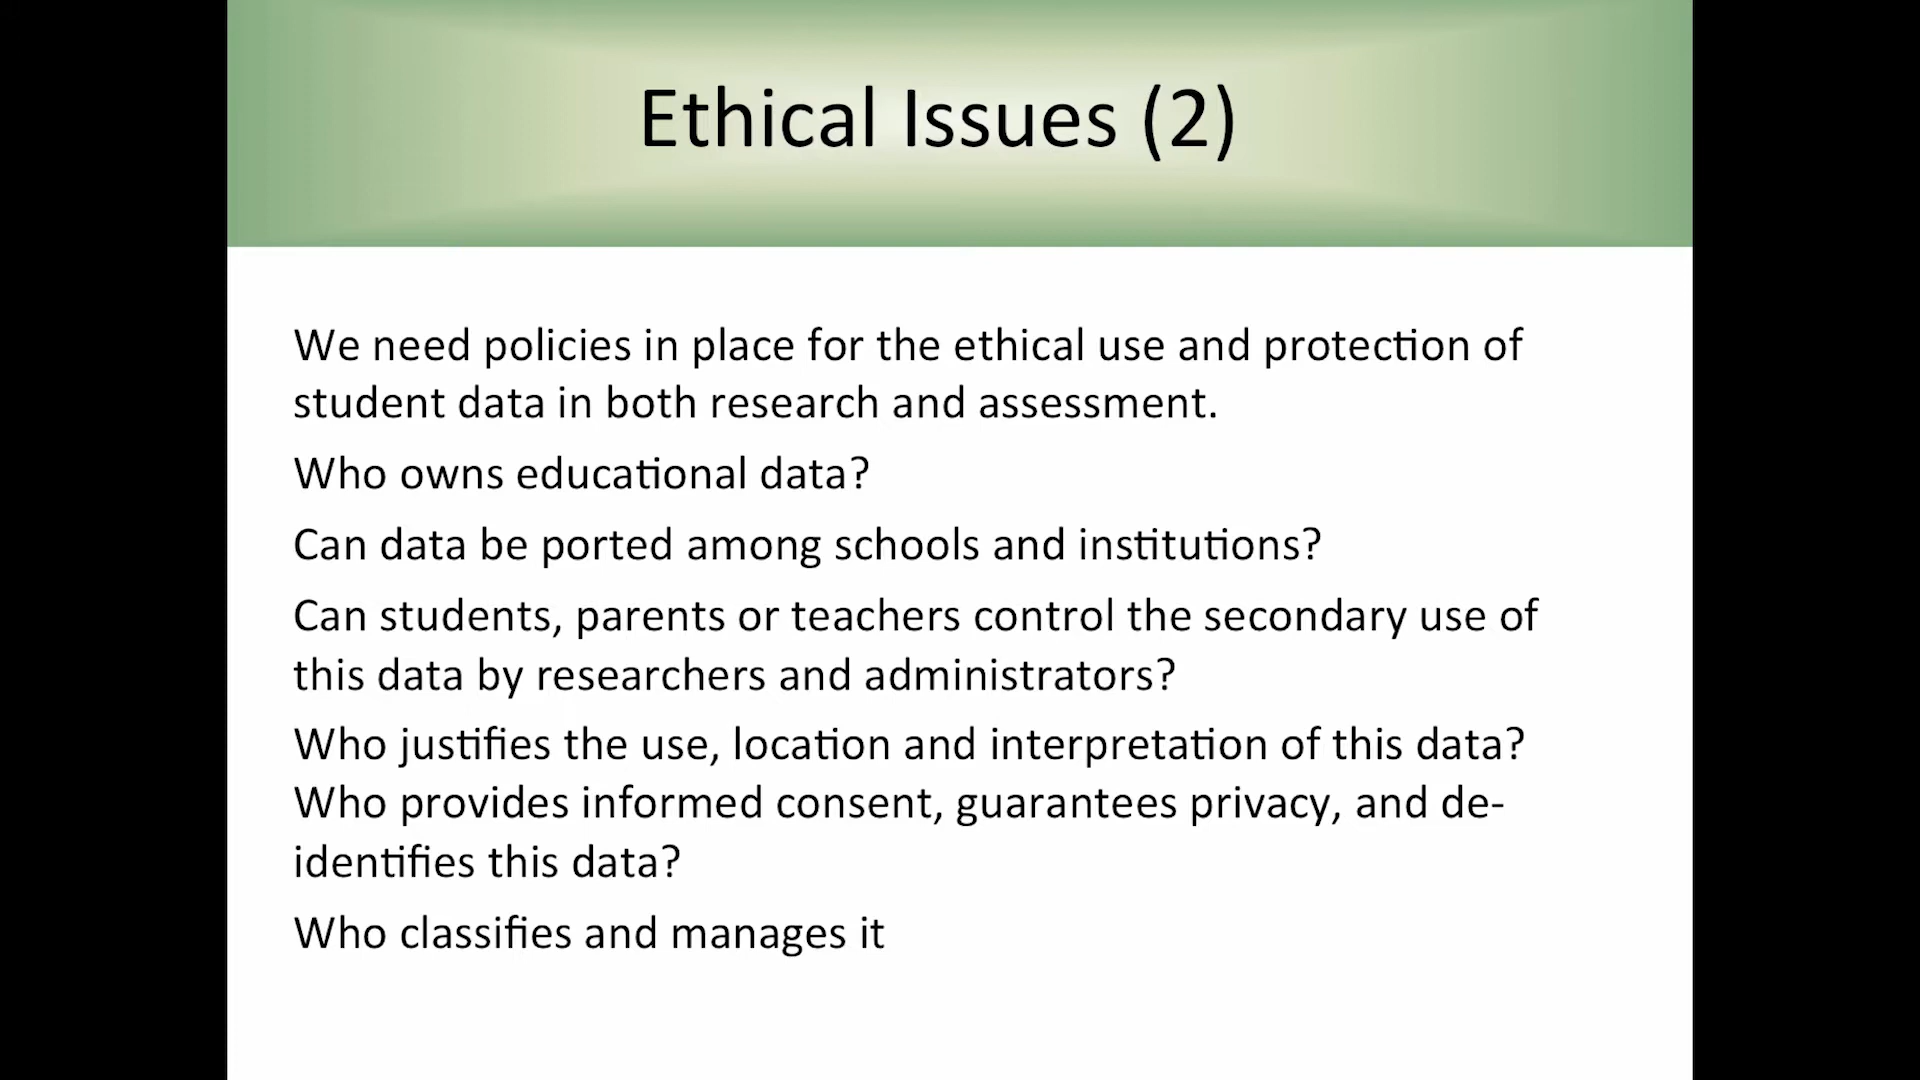 Ethical Issues (2)
We need policies in place for the ethical use and protection of
student data in both research and assessment.
Who owns educational data?
Can data be ported among schools and institutions?
Can students, parents or teachers control the secondary use of
this data by researchers and administrators?
Who justifies the use, location and interpretation of this data?
Who provides informed consent, guarantees privacy, and de-
identifies this data?
Who classifies and manages it